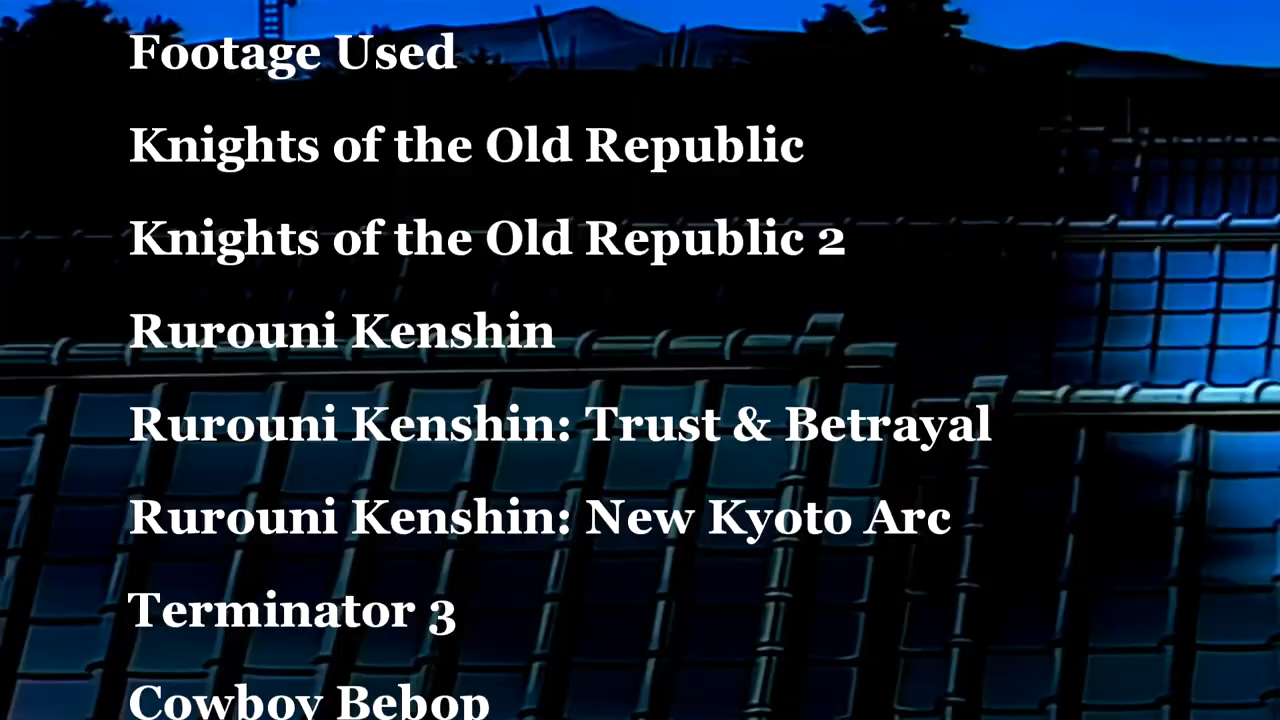 Footage Used
Knights of the Old Republic
Knights of the Old Republic 2
Rurouni Kenshin
Rurouni Kenshin: Trust & Betrayal
Rurouni Kenshin: New Kyoto Arc
Terminator 3
Cowboy Bebop